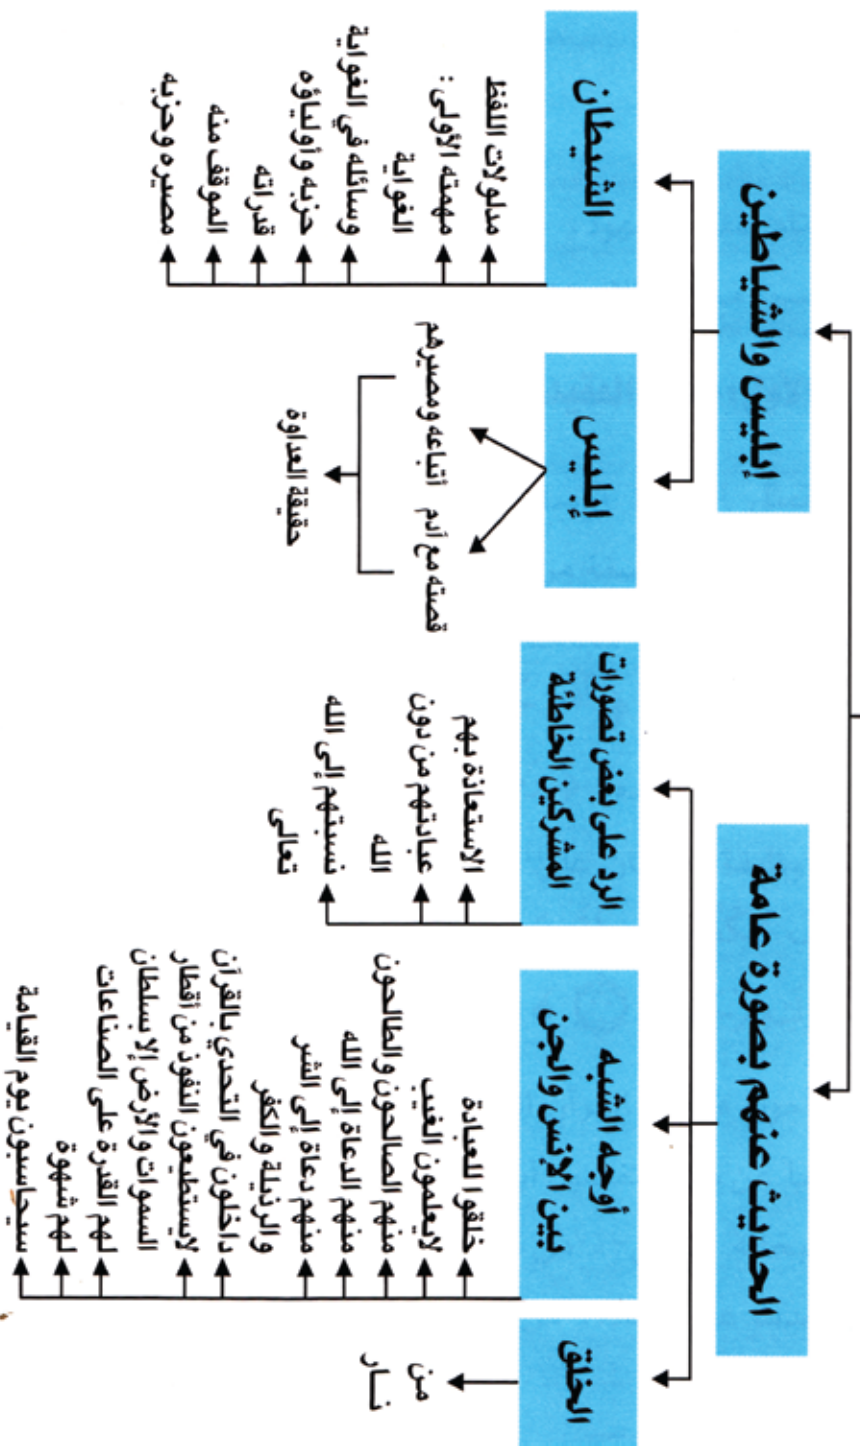 الحديث عنهم بصورة عامة
إبليس والشياطين
الخلق
من
نار
أوجه الشبه
بين الإنس والجن
خلقوا للعبادة
لايعلمون الغيب
منهم الصالحون والطالحون
منهم الدعاة إلى الله
منهم دعاة إلى الشر
والرذيلة والكفر
داخلون في التحدي بالقرآن
لايستطيعون النفوذ من أقطار
السموات والأرض إلا بسلطان
لهم القدرة على الصناعات
لهم شهوة
سيحاسبون يوم القيامة
الرد على بعض تصورات
المشركين الخاطئة
الاستعاذة بهم
عبادتهم من دون
الله
نسبتهم إلى الله
تعالى
إبليس
قصته مع آدم
أتباعه ومصيرهم
حقيقة العداوة
الشيطان
مدلولات اللفظ
مهمته الأولى :
الغواية
وسائله في الغواية
حزبه وأولياؤه
قدراته
الموقف منه
مصيره وحزبه